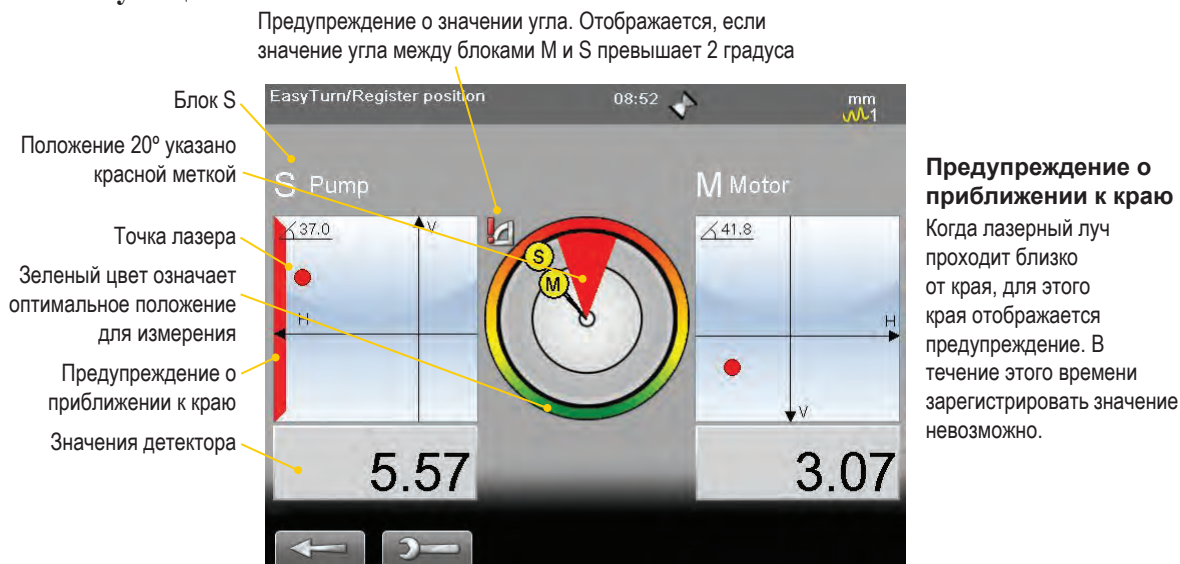 Предупреждение о значении угла. Отображается, если
значение угла между блоками M и S превышает 2 градуса
Блок S
Положение 20º указано
красной меткой
Точка лазера
Зеленый цвет означает
оптимальное положение
для измерения
Предупреждение о
приближении к краю
Значения детектора
EasyTurn/Register position
08:52
mm
1
S Pump
M Motor
37.0
V
H
S
M
41.8
H
V
5.57
3.07
Предупреждение о
приближении к краю
Когда лазерный луч
проходит близко
от края, для этого
края отображается
предупреждение. В
течение этого времени
зарегистрировать значение
невозможно.